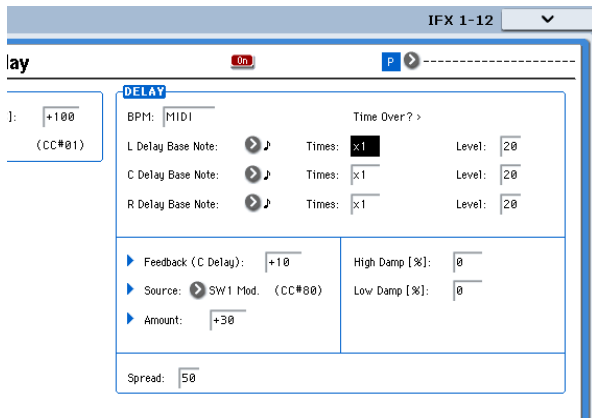 IFX 1-12
lay
On
P
DELAY
]: +100
BPM: MIDI Time Over? >
(CC#01)
L Delay Base Note: ♪ Times: x1 Level: 20
C Delay Base Note: ♪ Times: x1 Level: 20
R Delay Base Note: ♪ Times: x1 Level: 20
Feedback (C Delay): +10 High Damp [%]: 0
Source: SW1 Mod. (CC#80) Low Damp [%]: 0
Amount: +30
Spread: 50